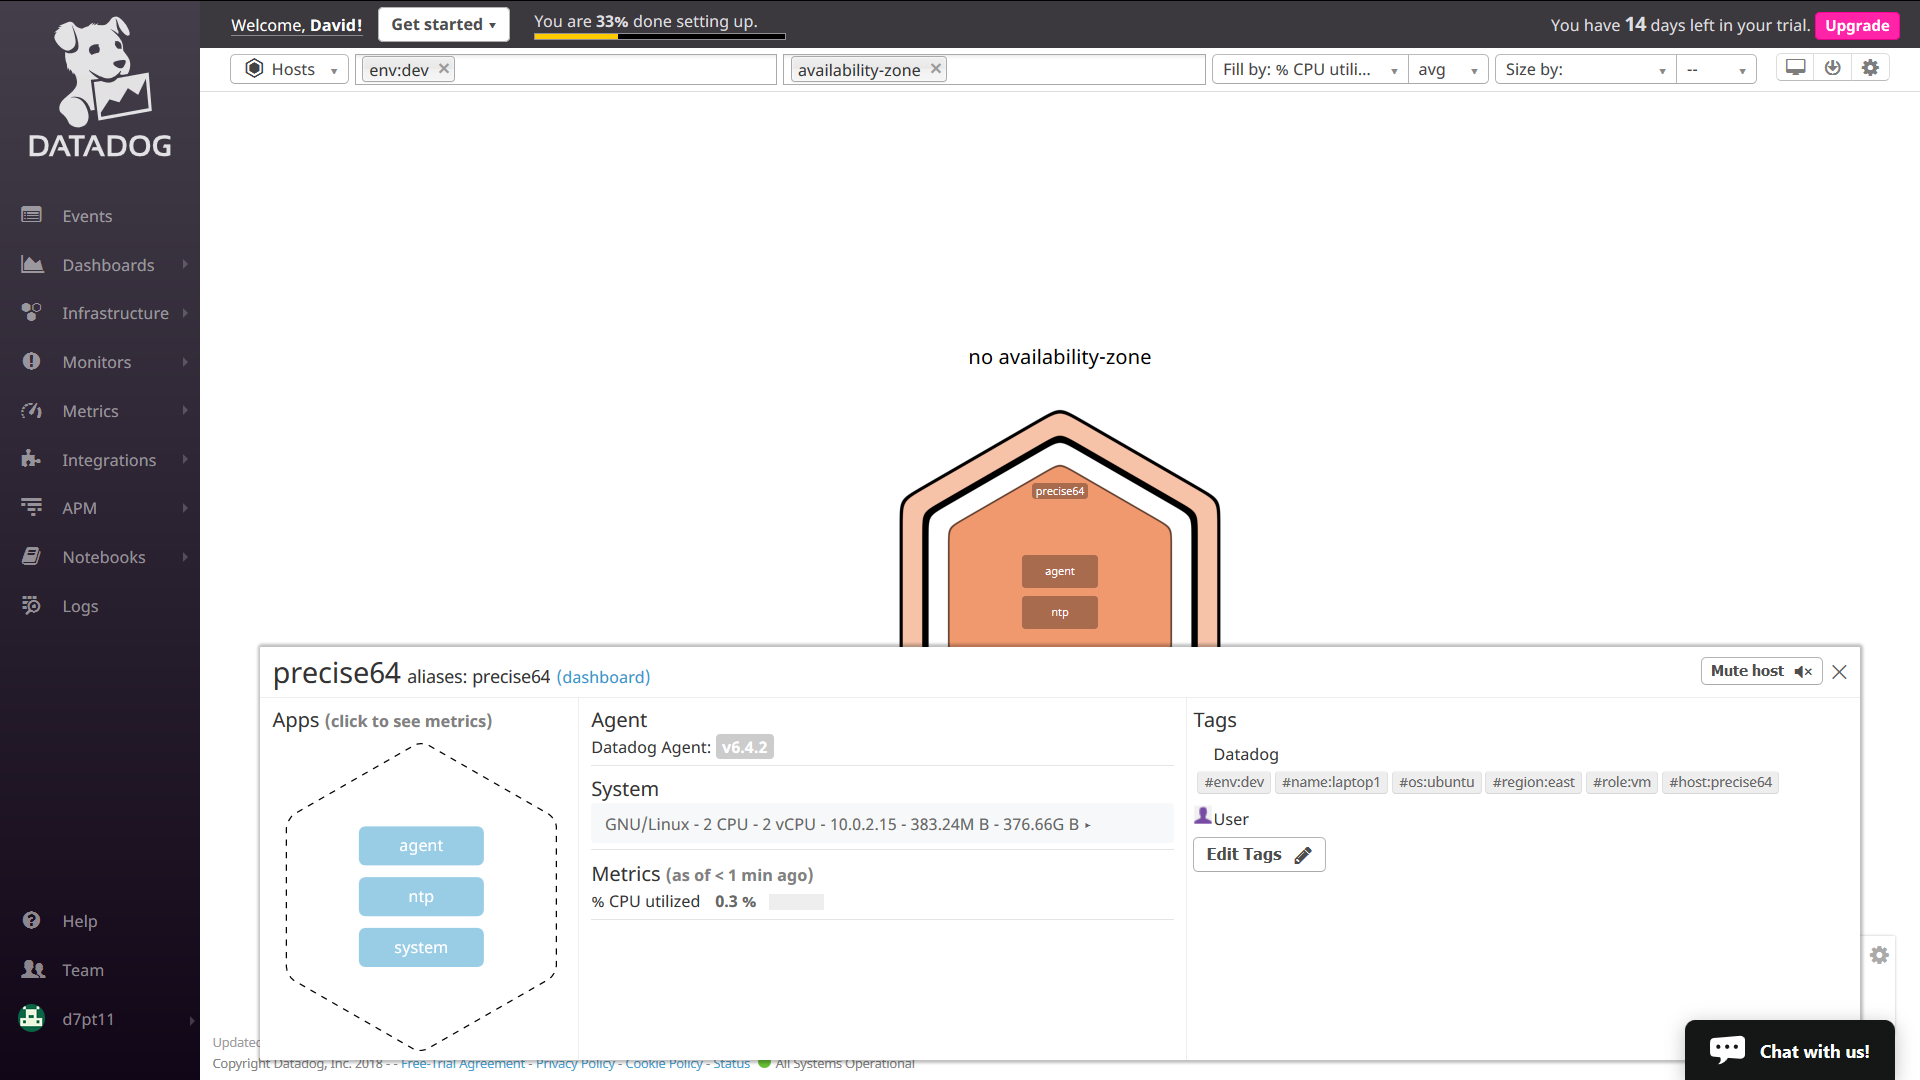 Welcome, David!
Get started ▾
You are 33% done setting up.
You have 14 days left in your trial.
Upgrade
DATADOG
Hosts
env:dev ×
availability-zone ×
Fill by: % CPU utili...
avg
Size by:
--
Events
Dashboards
Infrastructure
Monitors
Metrics
Integrations
APM
Notebooks
Logs
Help
Team
d7pt11
no availability-zone
precise64
agent
ntp
precise64 aliases: precise64 (dashboard)
Mute host
Apps (click to see metrics)
agent
ntp
system
Agent
Datadog Agent: v6.4.2
System
GNU/Linux - 2 CPU - 2 vCPU - 10.0.2.15 - 383.24M B - 376.66G B ▸
Metrics (as of < 1 min ago)
% CPU utilized 0.3 %
Tags
Datadog
#env:dev #name:laptop1 #os:ubuntu #region:east #role:vm #host:precise64
User
Edit Tags
Updated
Copyright Datadog, Inc. 2018 - - Free-Trial Agreement - Privacy Policy - Cookie Policy - Status All Systems Operational
Chat with us!